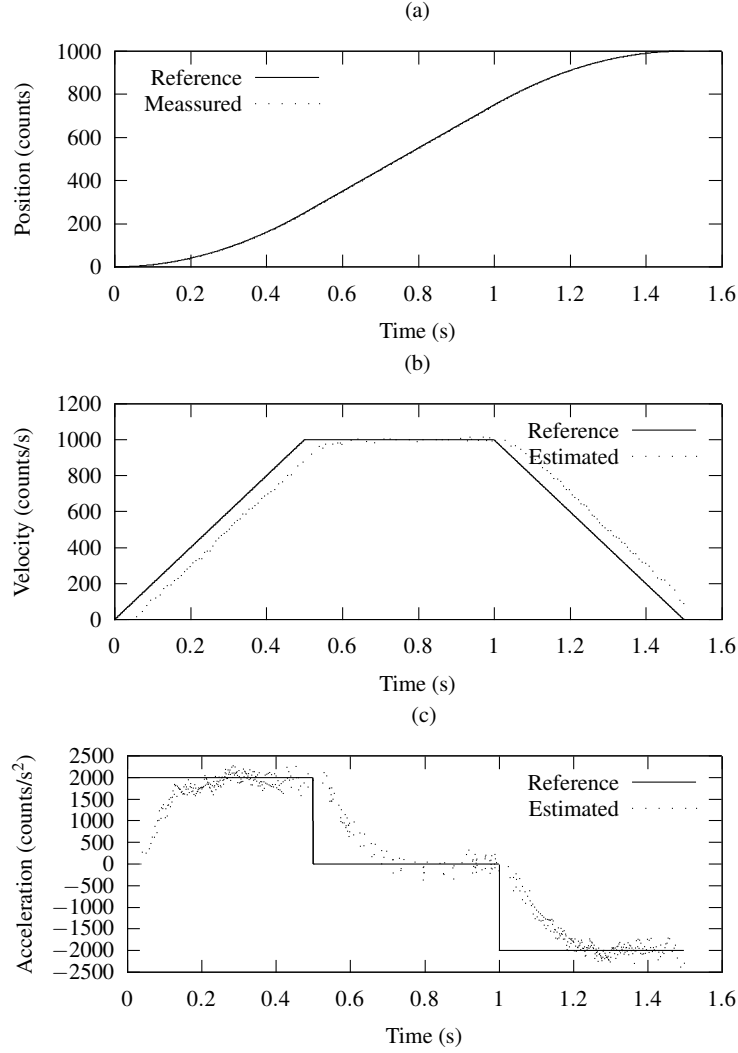 (a)
1000
800
600
400
200
0
Position (counts)
Reference
Meassured
0 0.2 0.4 0.6 0.8 1 1.2 1.4 1.6
Time (s)
(b)
1200
1000
800
600
400
200
0
Velocity (counts/s)
Reference
Estimated
0 0.2 0.4 0.6 0.8 1 1.2 1.4 1.6
Time (s)
(c)
2500
2000
1500
1000
500
0
−500
−1000
−1500
−2000
−2500
Acceleration (counts/s²)
Reference
Estimated
0 0.2 0.4 0.6 0.8 1 1.2 1.4 1.6
Time (s)